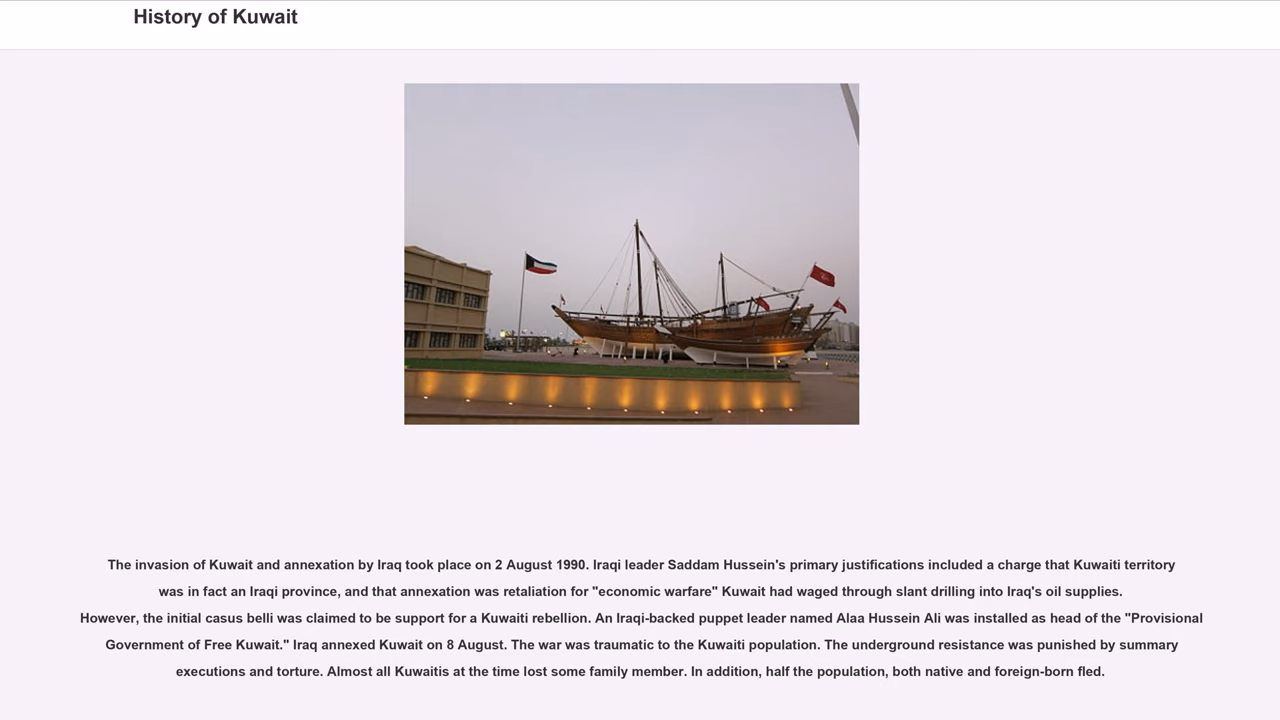 History of Kuwait
The invasion of Kuwait and annexation by Iraq took place on 2 August 1990. Iraqi leader Saddam Hussein's primary justifications included a charge that Kuwaiti territory
was in fact an Iraqi province, and that annexation was retaliation for "economic warfare" Kuwait had waged through slant drilling into Iraq's oil supplies.
However, the initial casus belli was claimed to be support for a Kuwaiti rebellion. An Iraqi-backed puppet leader named Alaa Hussein Ali was installed as head of the "Provisional
Government of Free Kuwait." Iraq annexed Kuwait on 8 August. The war was traumatic to the Kuwaiti population. The underground resistance was punished by summary
executions and torture. Almost all Kuwaitis at the time lost some family member. In addition, half the population, both native and foreign-born fled.